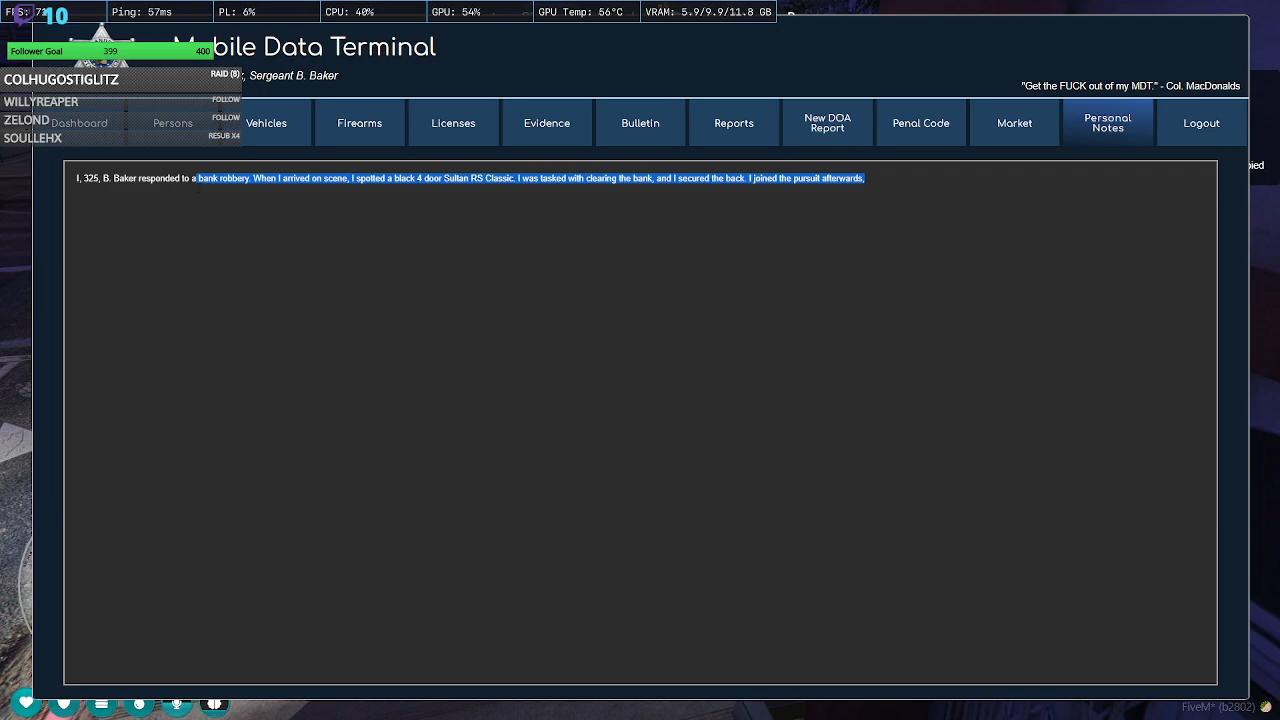 10
Ping: 57ms
PL: 6%
CPU: 40%
GPU: 54%
GPU Temp: 56°C
VRAM: 5.9/9.9/11.8 GB
Follower Goal 399 400
bile Data Terminal
COLHUGOSTIGLITZ RAID (8)
Sergeant B. Baker
"Get the FUCK out of my MDT." - Col. MacDonalds
WILLYREAPER FOLLOW
ZELOND FOLLOW
SOULLEHX RESUB X4
Dashboard
Persons
Vehicles
Firearms
Licenses
Evidence
Bulletin
Reports
New DOA
Report
Penal Code
Market
Personal
Notes
Logout
I, 325, B. Baker responded to a bank robbery. When I arrived on scene, I spotted a black 4 door Sultan RS Classic. I was tasked with clearing the bank, and I secured the back. I joined the pursuit afterwards,
FiveM* (b2802)